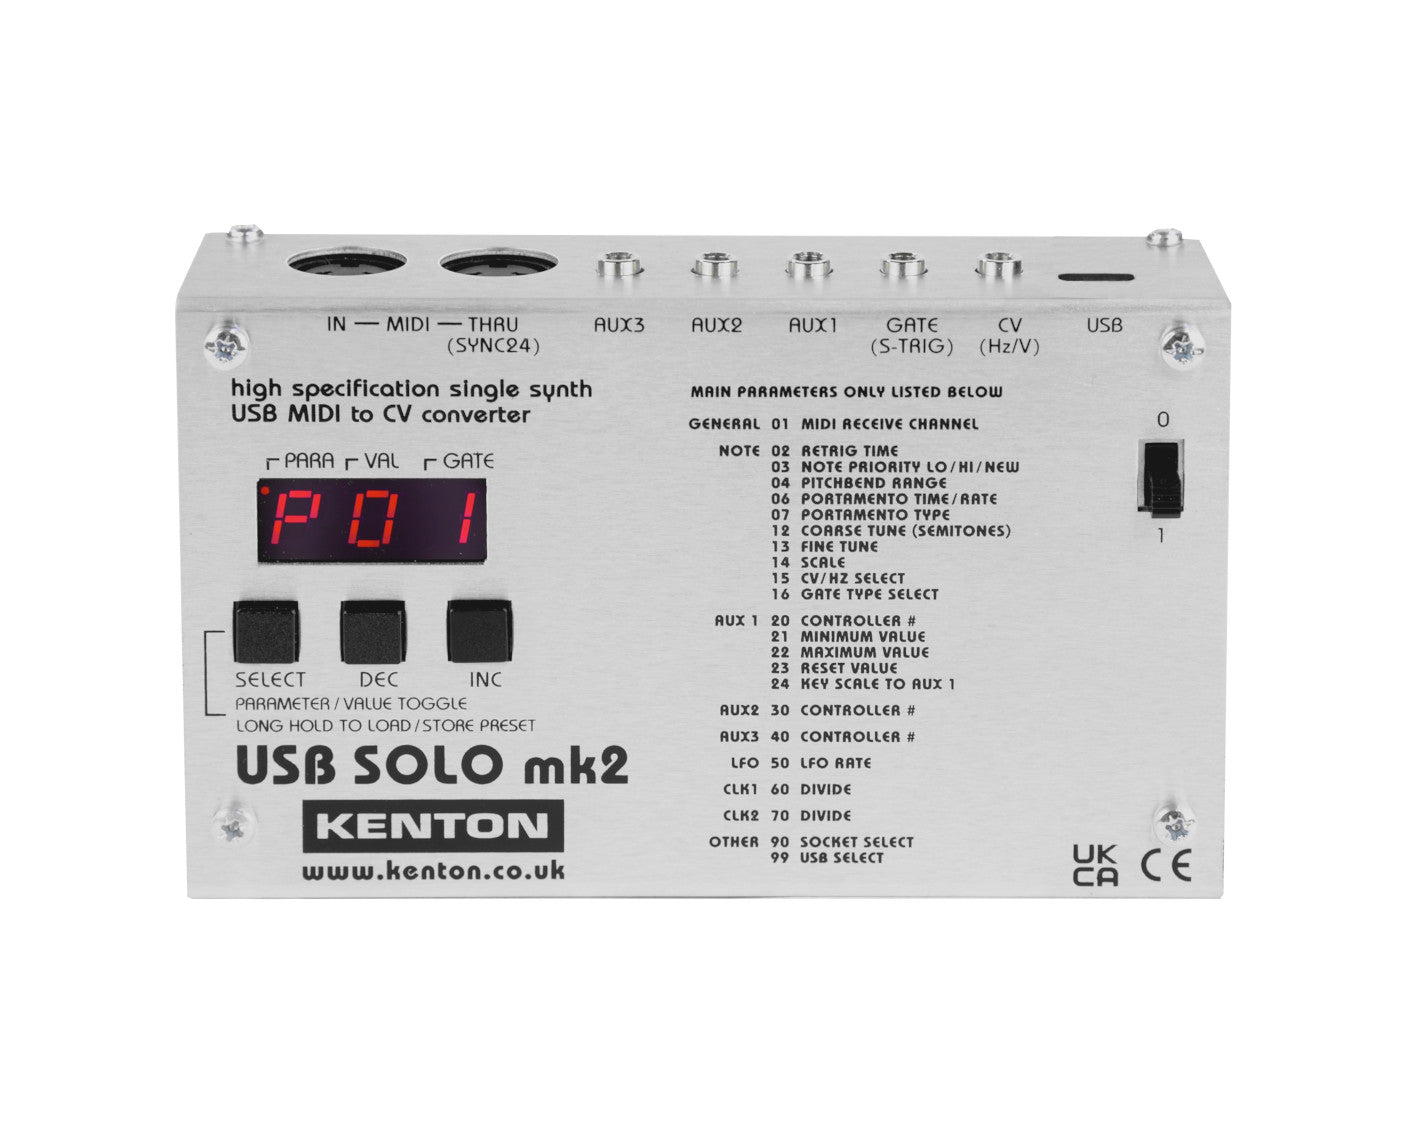 IN — MIDI — THRU
(SYNC24)
AUX3
AUX2
AUX1
GATE
(S-TRIG)
CV
(Hz/V)
USB
high specification single synth
USB MIDI to CV converter
PARA VAL GATE
P01
SELECT DEC INC
PARAMETER/VALUE TOGGLE
LONG HOLD TO LOAD/STORE PRESET
USB SOLO mk2
KENTON
www.kenton.co.uk
MAIN PARAMETERS ONLY LISTED BELOW
GENERAL 01 MIDI RECEIVE CHANNEL
NOTE 02 RETRIG TIME
03 NOTE PRIORITY LO/HI/NEW
04 PITCHBEND RANGE
06 PORTAMENTO TIME/RATE
07 PORTAMENTO TYPE
12 COARSE TUNE (SEMITONES)
13 FINE TUNE
14 SCALE
15 CV/HZ SELECT
16 GATE TYPE SELECT
AUX 1 20 CONTROLLER #
21 MINIMUM VALUE
22 MAXIMUM VALUE
23 RESET VALUE
24 KEY SCALE TO AUX 1
AUX2 30 CONTROLLER #
AUX3 40 CONTROLLER #
LFO 50 LFO RATE
CLK1 60 DIVIDE
CLK2 70 DIVIDE
OTHER 90 SOCKET SELECT
99 USB SELECT
0
1
UK
CA
CE